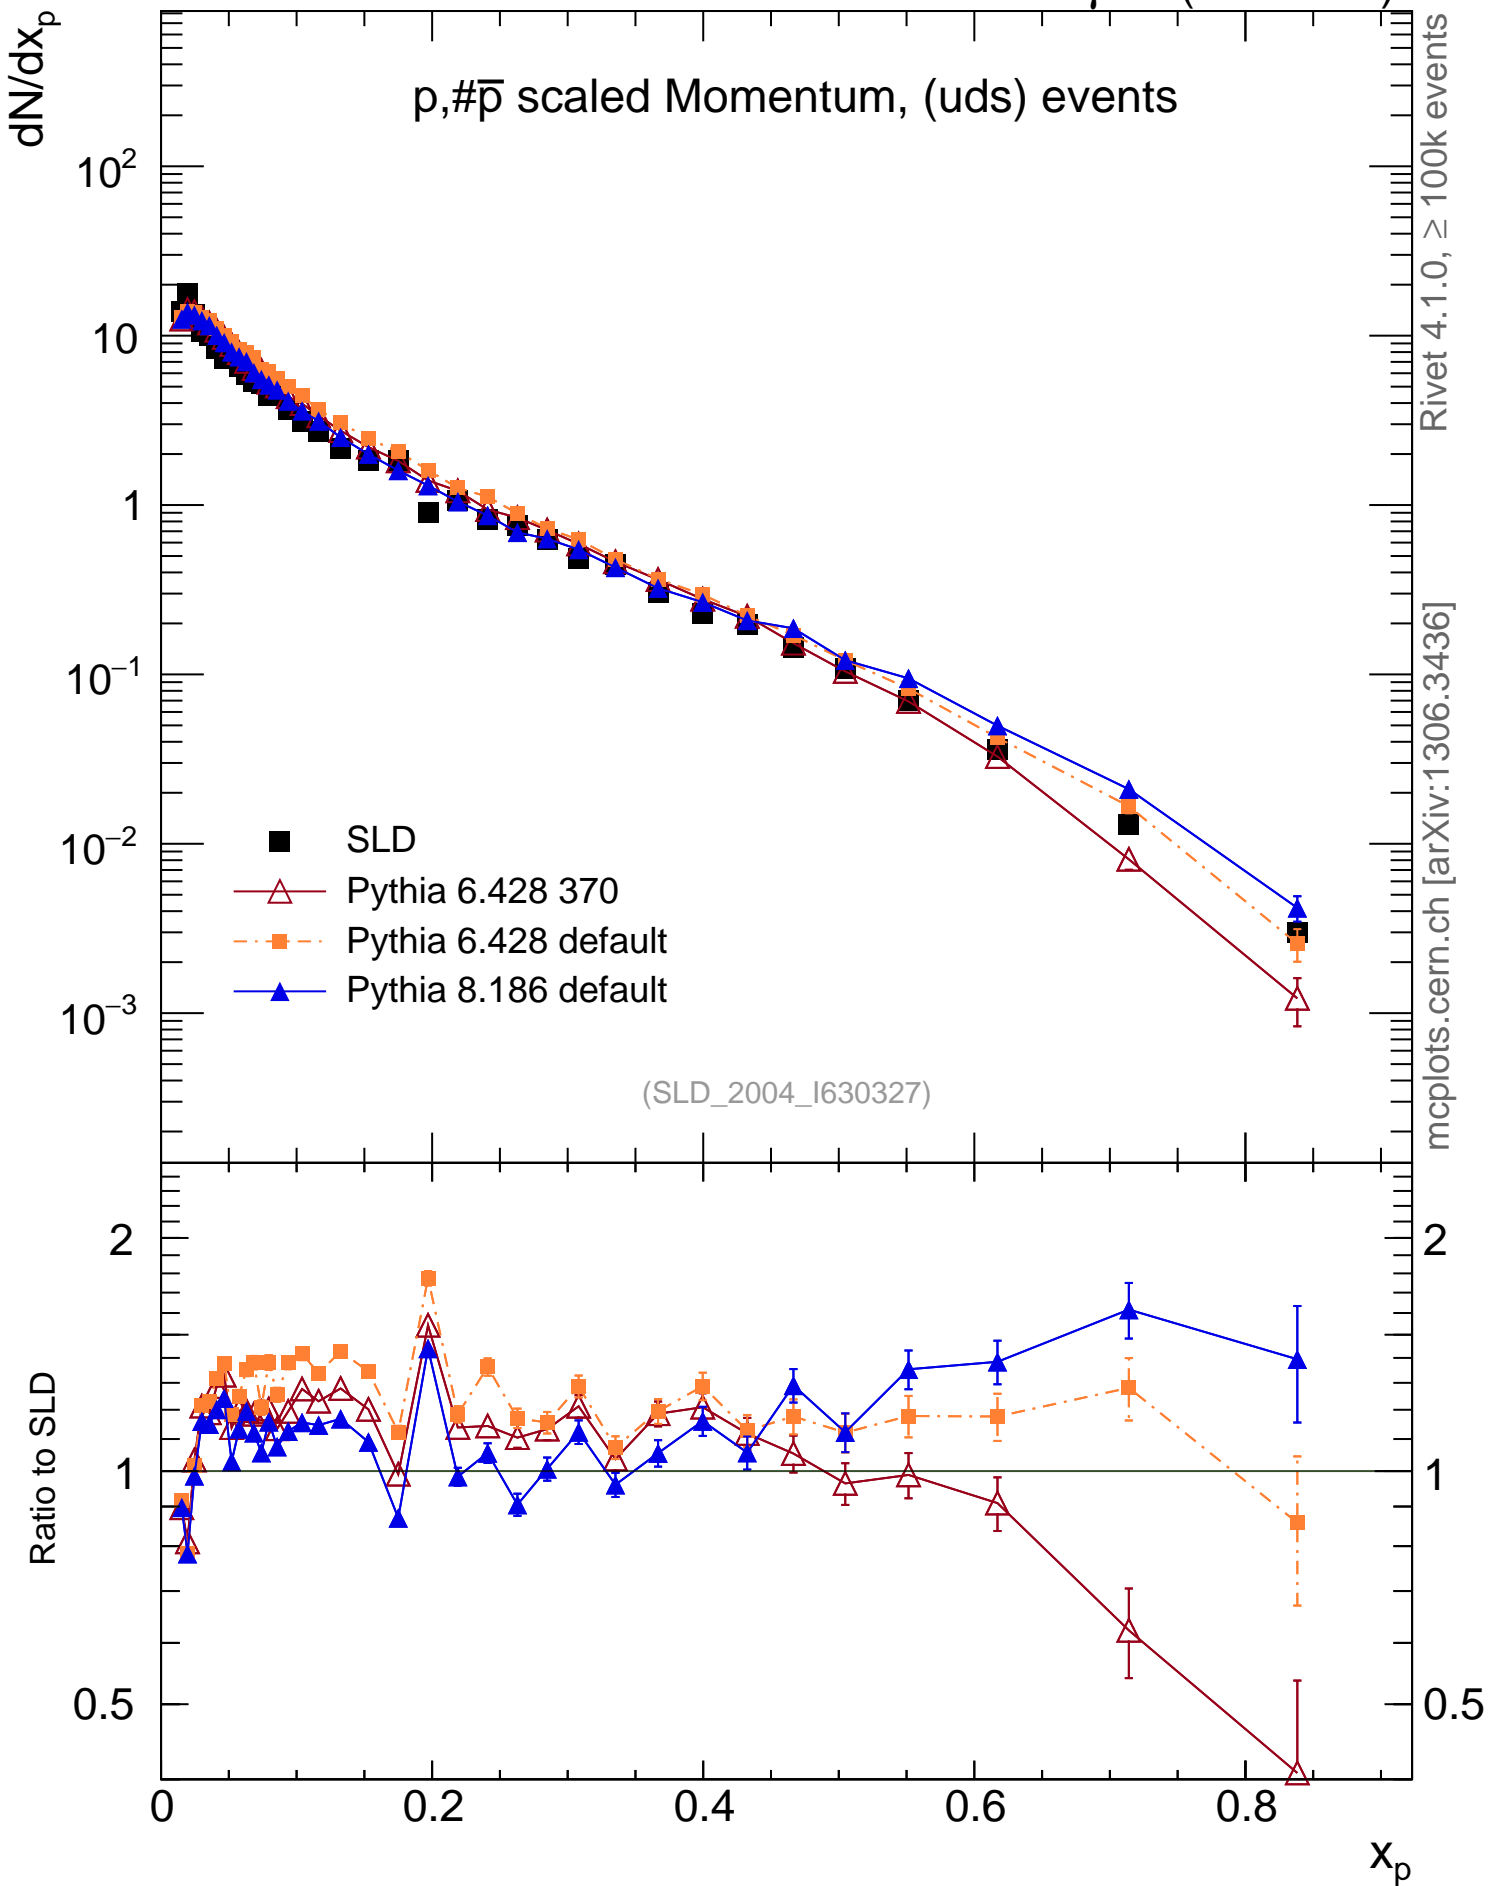 dN/dx_p
p,#p̅ scaled Momentum, (uds) events
10^2
10
1
10^−1
10^−2
10^−3
SLD
Pythia 6.428 370
Pythia 6.428 default
Pythia 8.186 default
(SLD_2004_I630327)
Rivet 4.1.0, ≥ 100k events
mcplots.cern.ch [arXiv:1306.3436]
Ratio to SLD
2
1
0.5
2
1
0.5
0 0.2 0.4 0.6 0.8
x_p